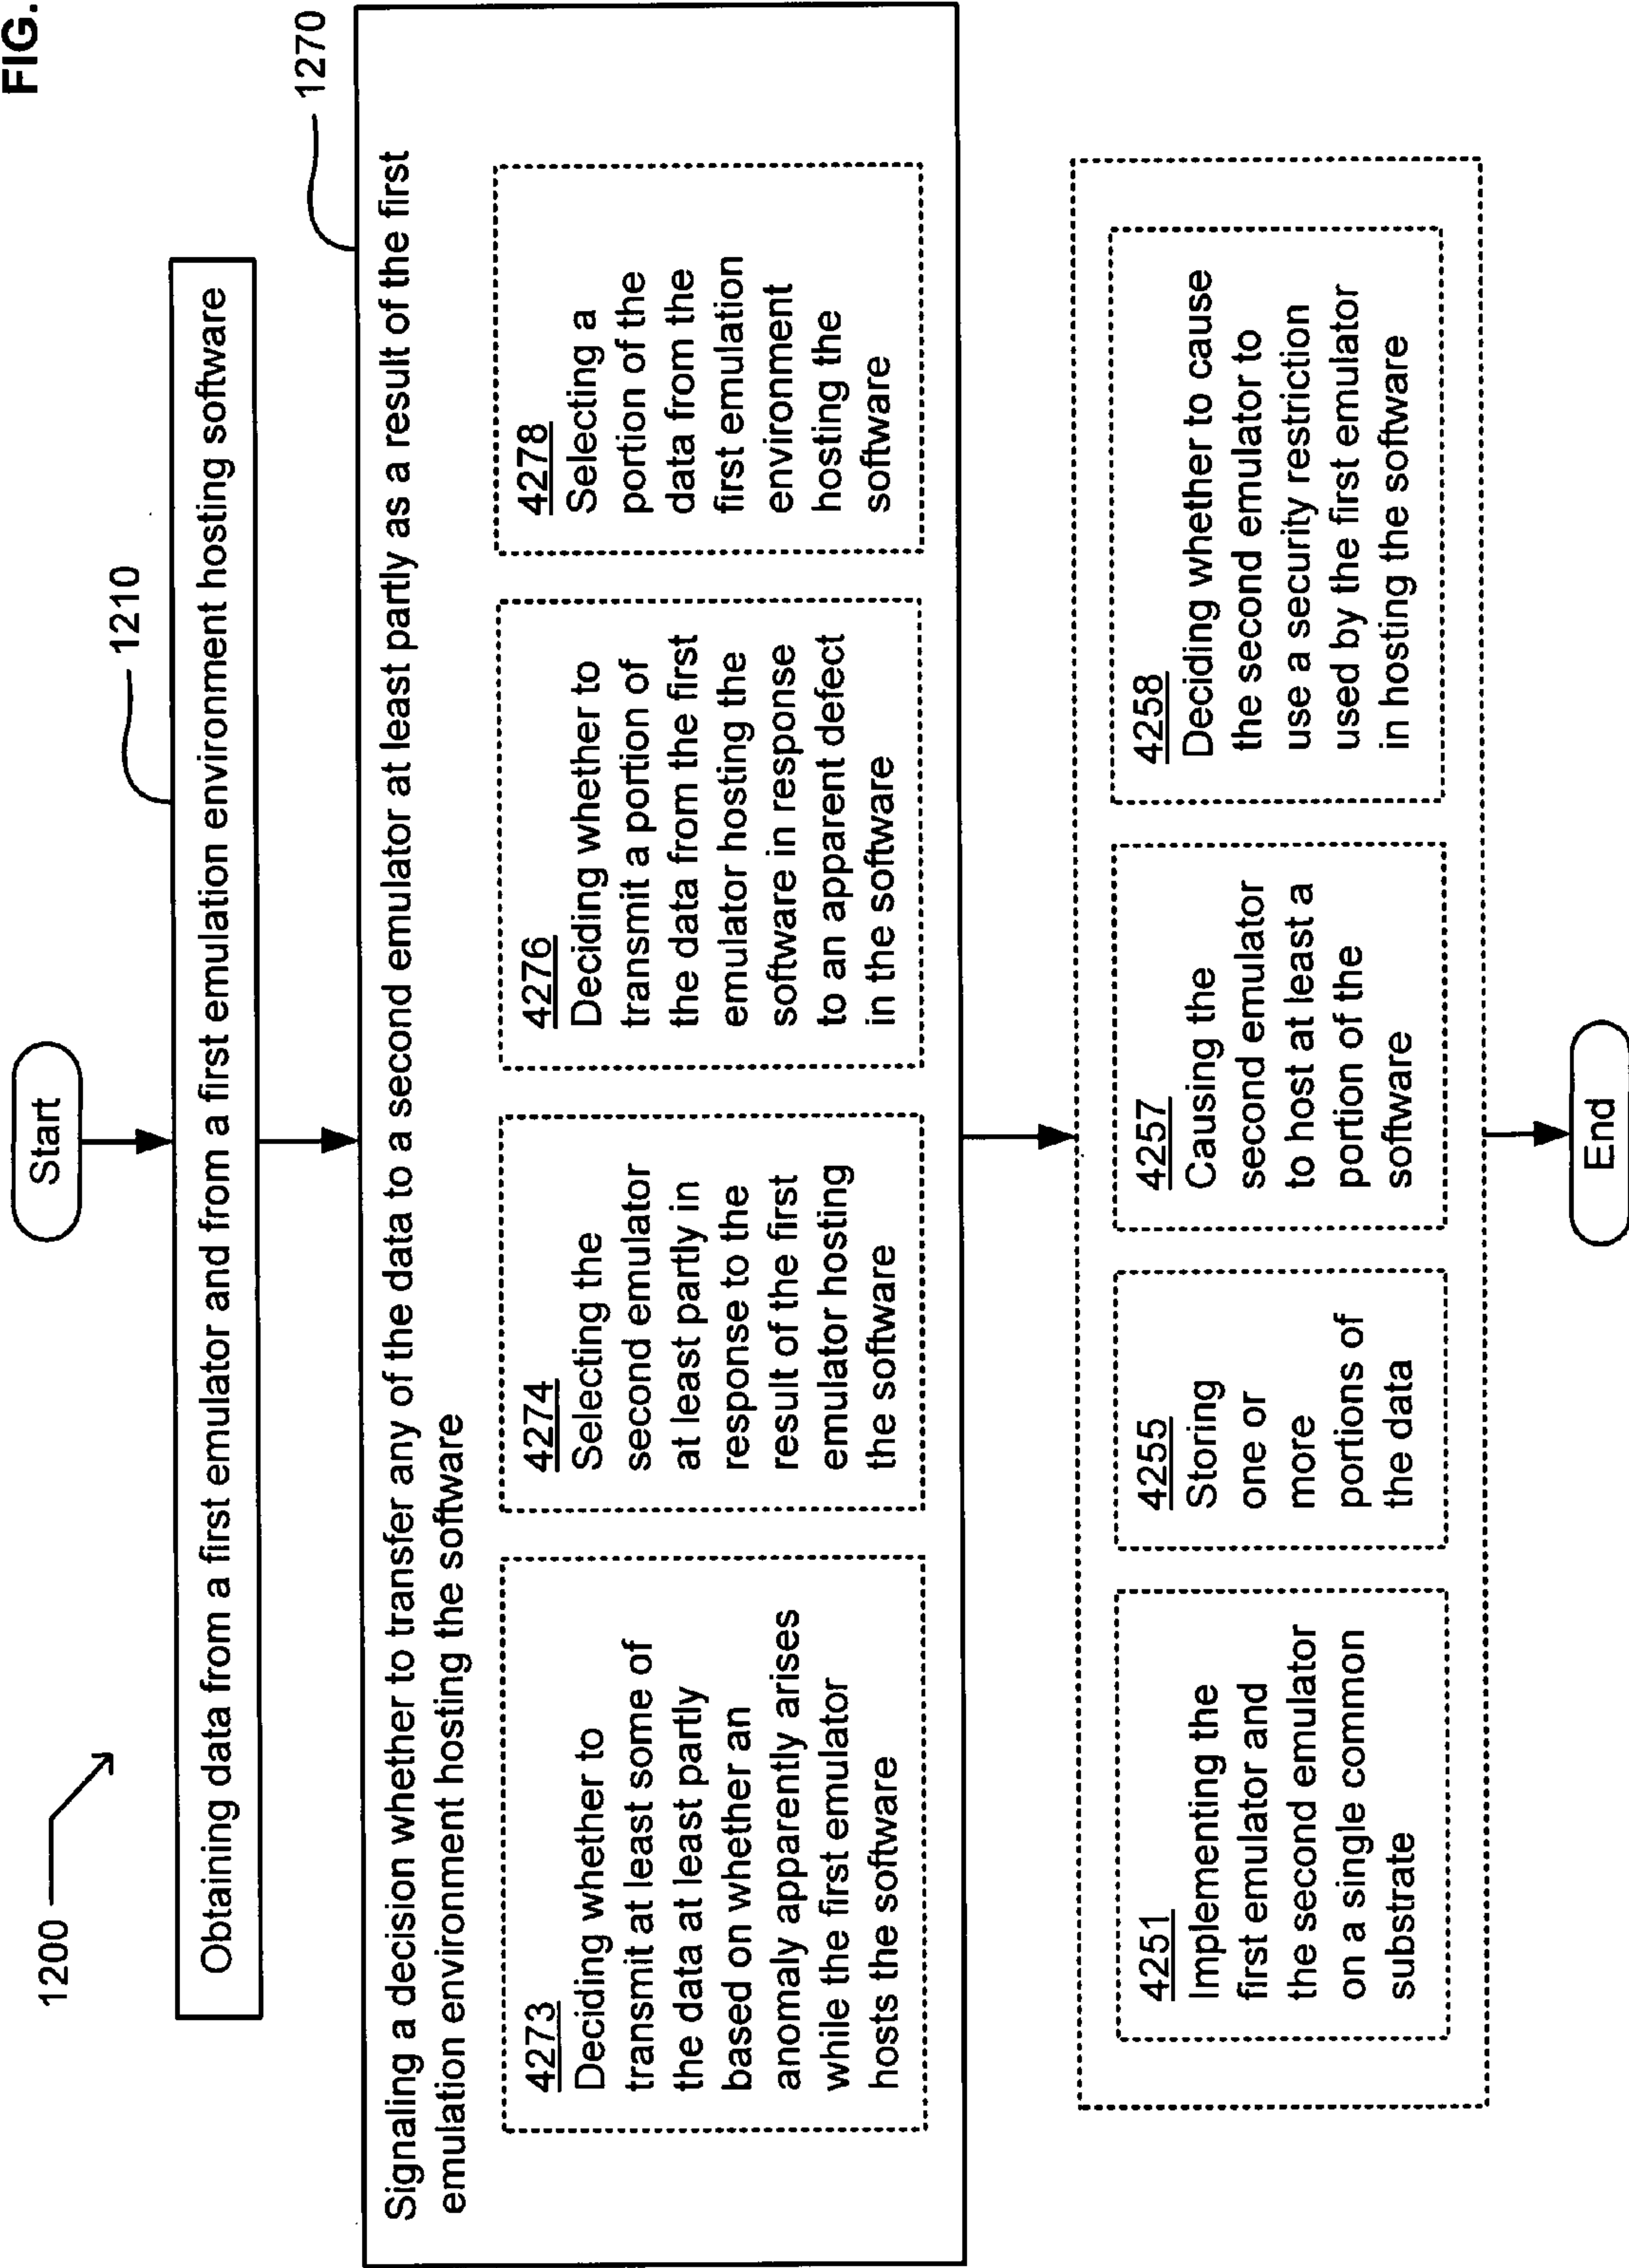 FIG.
1200
Start
1210
Obtaining data from a first emulator and from a first emulation environment hosting software
1270
Signaling a decision whether to transfer any of the data to a second emulator at least partly as a result of the first
emulation environment hosting the software
4273
Deciding whether to
transmit at least some of
the data at least partly
based on whether an
anomaly apparently arises
while the first emulator
hosts the software
4274
Selecting the
second emulator
at least partly in
response to the
result of the first
emulator hosting
the software
4276
Deciding whether to
transmit a portion of
the data from the first
emulator hosting the
software in response
to an apparent defect
in the software
4278
Selecting a
portion of the
data from the
first emulation
environment
hosting the
software
4251
Implementing the
first emulator and
the second emulator
on a single common
substrate
4255
Storing
one or
more
portions of
the data
4257
Causing the
second emulator
to host at least a
portion of the
software
4258
Deciding whether to cause
the second emulator to
use a security restriction
used by the first emulator
in hosting the software
End